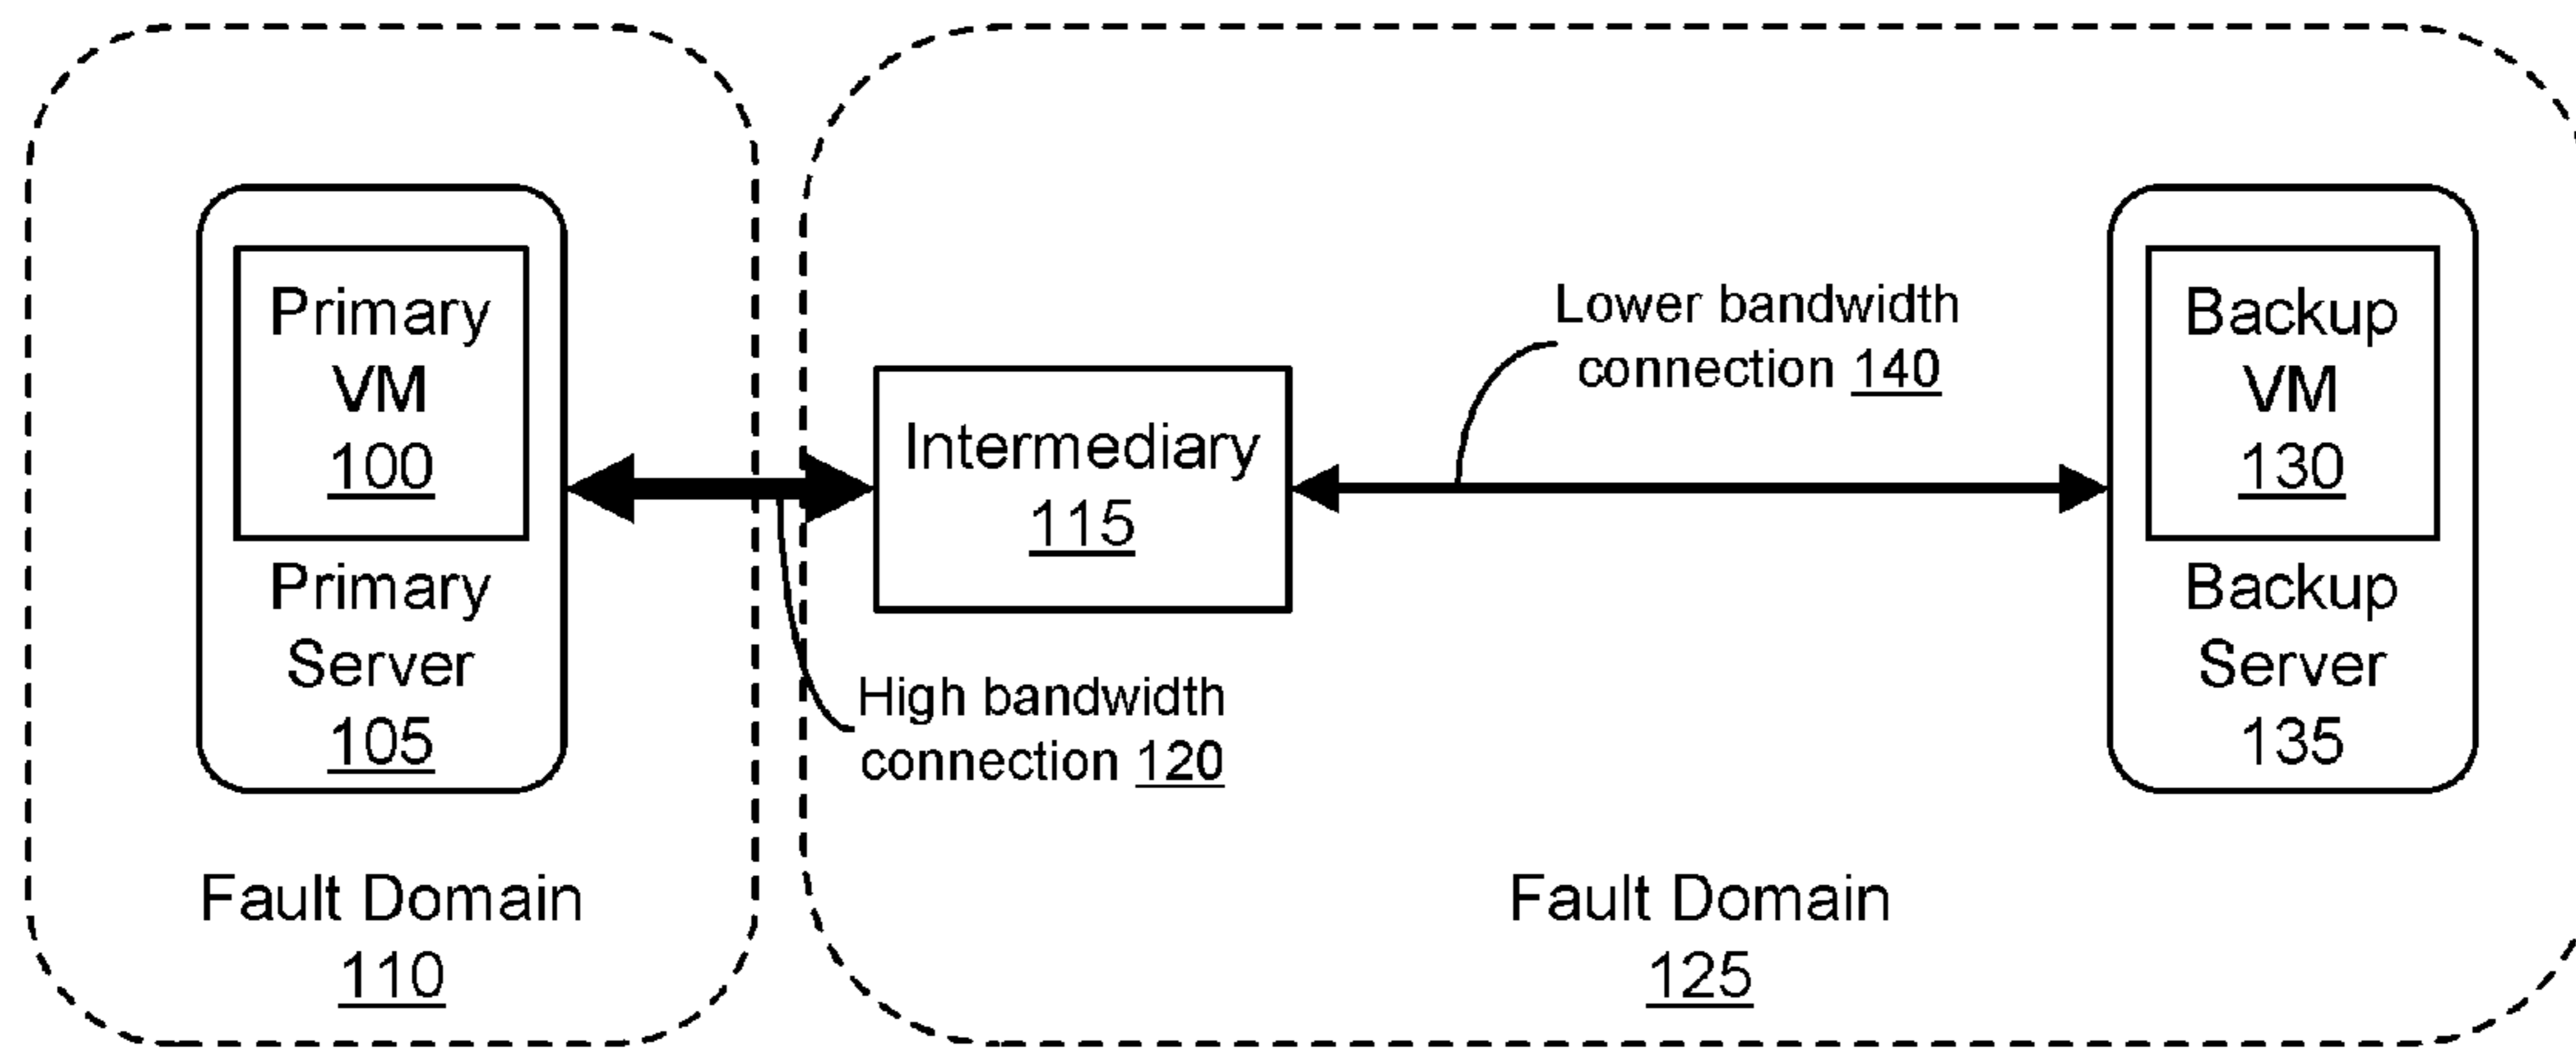 Primary
VM
100
Primary
Server
105
Fault Domain
110
Intermediary
115
High bandwidth
connection 120
Lower bandwidth
connection 140
Backup
VM
130
Backup
Server
135
Fault Domain
125